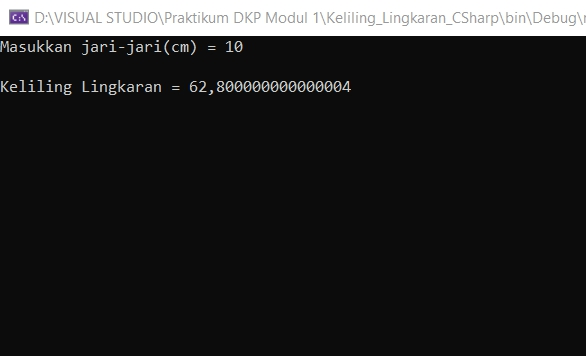 D:\VISUAL STUDIO\Praktikum DKP Modul 1\Keliling_Lingkaran_CSharp\bin\Debug\
Masukkan jari-jari(cm) = 10
Keliling Lingkaran = 62,800000000000004